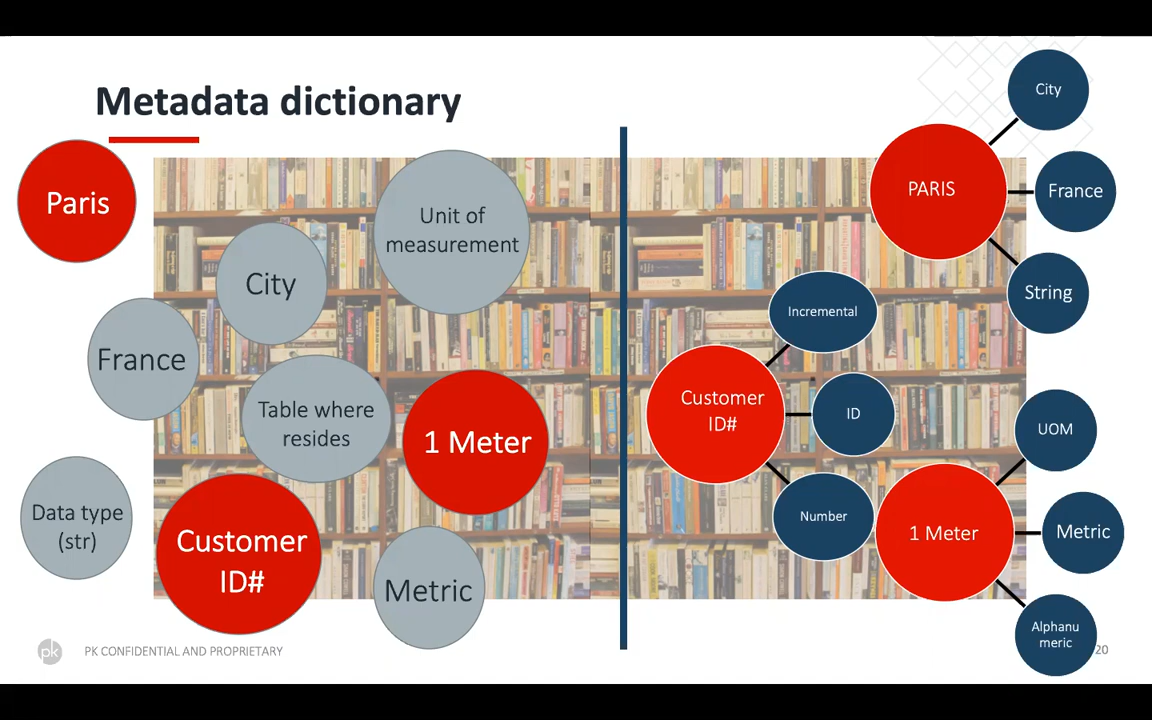 Metadata dictionary
Paris
Unit of
measurement
City
France
Table where
resides
1 Meter
Data type
(str)
Customer
ID#
Metric
City
PARIS
France
String
Incremental
Customer
ID#
ID
Number
UOM
1 Meter
Metric
Alphanu
meric
pk
PK CONFIDENTIAL AND PROPRIETARY
20